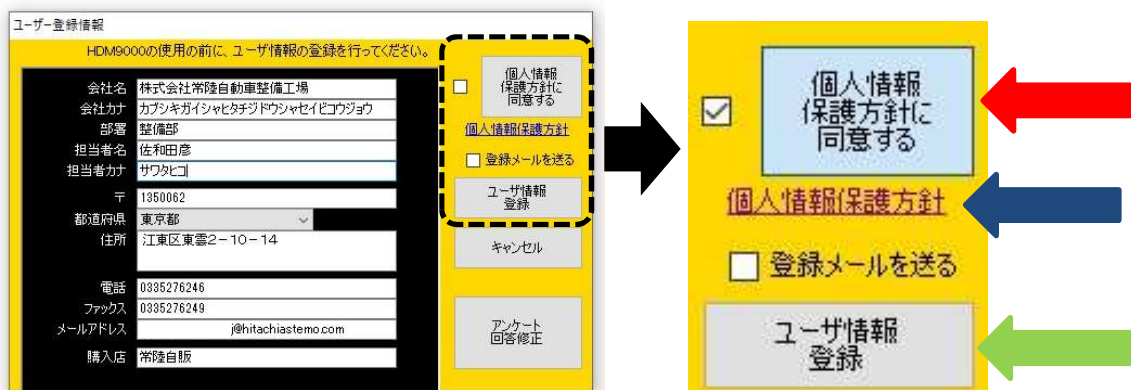 ユーザー登録情報
HDM9000の使用の前に、ユーザ情報の登録を行ってください。
会社名 株式会社常陸自動車整備工場
会社カナ カブシキガイシャヒタチジドウシャセイビコウジョウ
部署 整備部
担当者名 佐和田彦
担当者カナ サワタヒコ
〒 1350062
都道府県 東京都
住所 江東区東雲2-10-14
電話 0335276246
ファックス 0335276249
メールアドレス j@hitachiastemo.com
購入店 常陸自販
個人情報
保護方針に
同意する
個人情報保護方針
登録メールを送る
ユーザ情報
登録
キャンセル
アンケート
回答修正
個人情報
保護方針に
同意する
個人情報保護方針
登録メールを送る
ユーザ情報
登録